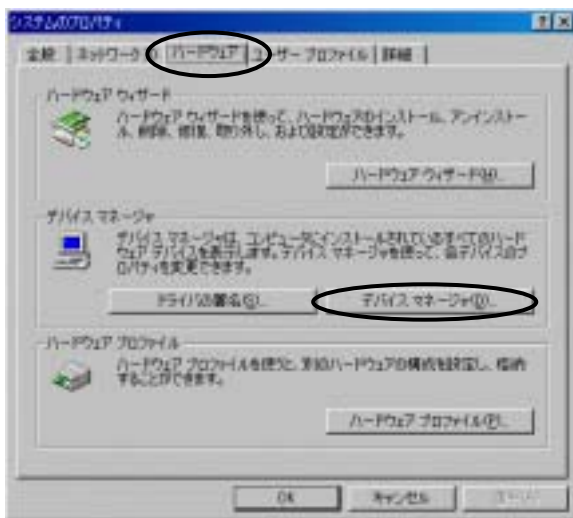 システムのプロパティ
全般 ネットワーク ID ハードウェア ユーザー プロファイル 詳細
ハードウェア ウィザード
ハードウェア ウィザードを使って、ハードウェアのインストール、アンインストー
ル、削除、修復、取り外し、および設定ができます。
ハードウェア ウィザード(W)...
デバイス マネージャ
デバイス マネージャは、コンピュータにインストールされているすべてのハード
ウェア デバイスを表示します。デバイス マネージャを使って、各デバイスのプ
ロパティを変更できます。
ドライバの署名(S)...
デバイス マネージャ(D)...
ハードウェア プロファイル
ハードウェア プロファイルを使うと、別のハードウェアの構成を設定し、格納
することができます。
ハードウェア プロファイル(P)...
OK キャンセル